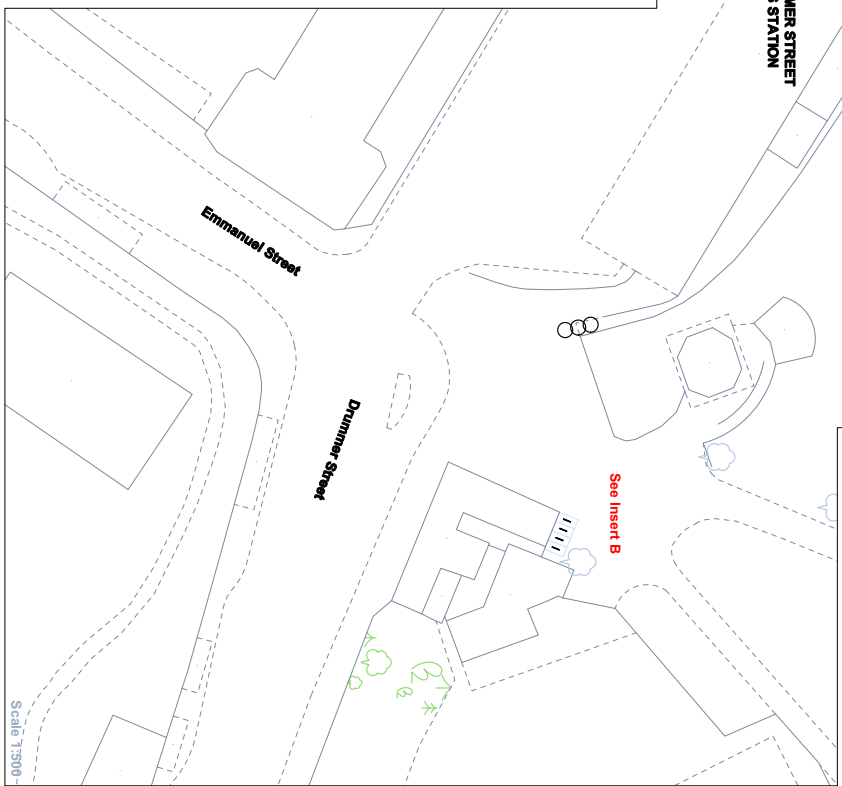 MER STREET
STATION
Emmanuel Street
Drummer Street
See Insert B
Scale 1:500